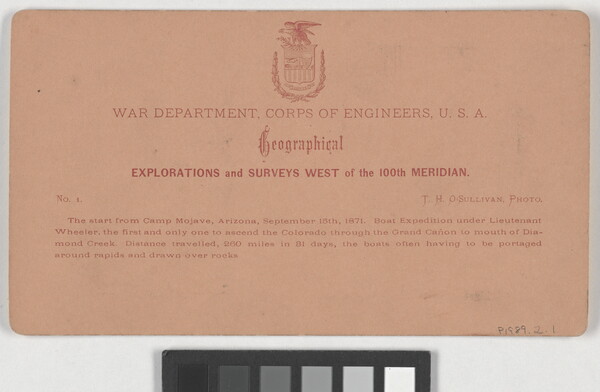 WAR DEPARTMENT, CORPS OF ENGINEERS, U. S. A.
Geographical
EXPLORATIONS and SURVEYS WEST of the 100th MERIDIAN.
No. 1.
T. H. O'SULLIVAN, PHOTO.
The start from Camp Mojave, Arizona, September 15th, 1871. Boat Expedition under Lieutenant
Wheeler, the first and only one to ascend the Colorado through the Grand Cañon to mouth of Dia-
mond Creek. Distance travelled, 260 miles in 31 days, the boats often having to be portaged
around rapids and drawn over rocks
P1989.2.1